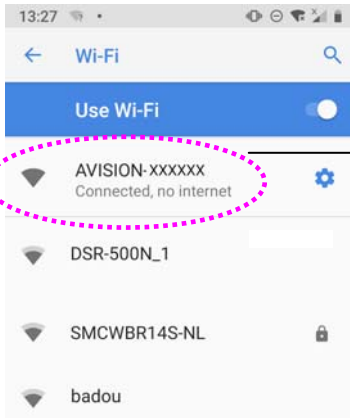 13:27
Wi-Fi
Use Wi-Fi
AVISION-XXXXXX
Connected, no internet
DSR-500N_1
SMCWBR14S-NL
badou